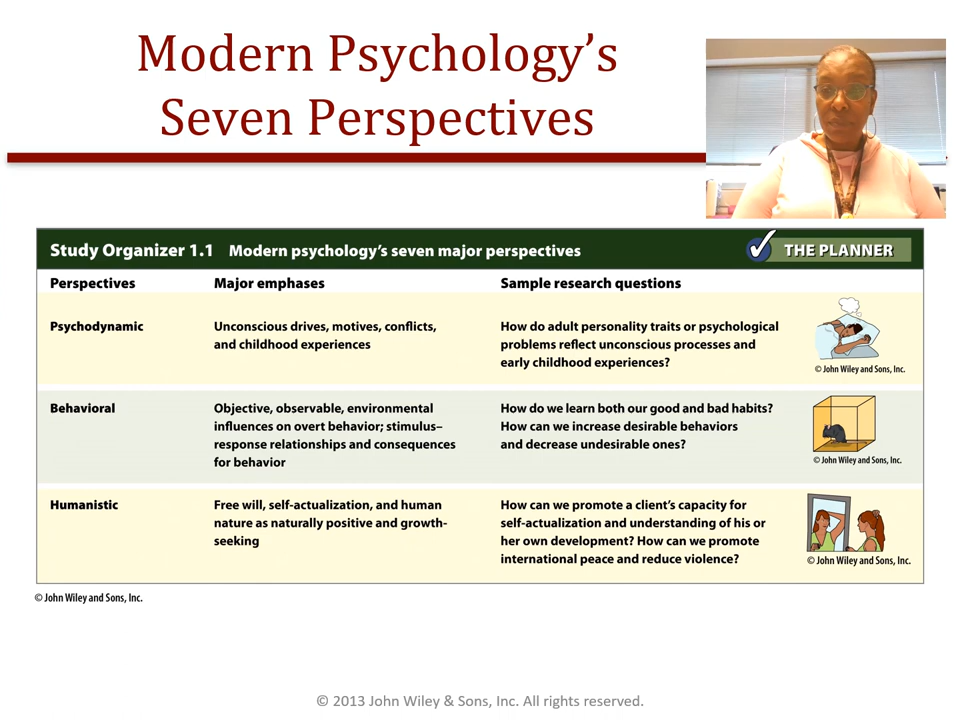 Modern Psychology’s
Seven Perspectives
Study Organizer 1.1 Modern psychology’s seven major perspectives
THE PLANNER
Perspectives
Major emphases
Sample research questions
Psychodynamic
Unconscious drives, motives, conflicts,
and childhood experiences
How do adult personality traits or psychological
problems reflect unconscious processes and
early childhood experiences?
© John Wiley and Sons, Inc.
Behavioral
Objective, observable, environmental
influences on overt behavior; stimulus–
response relationships and consequences
for behavior
How do we learn both our good and bad habits?
How can we increase desirable behaviors
and decrease undesirable ones?
© John Wiley and Sons, Inc.
Humanistic
Free will, self-actualization, and human
nature as naturally positive and growth-
seeking
How can we promote a client’s capacity for
self-actualization and understanding of his or
her own development? How can we promote
international peace and reduce violence?
© John Wiley and Sons, Inc.
© John Wiley and Sons, Inc.
© 2013 John Wiley & Sons, Inc. All rights reserved.